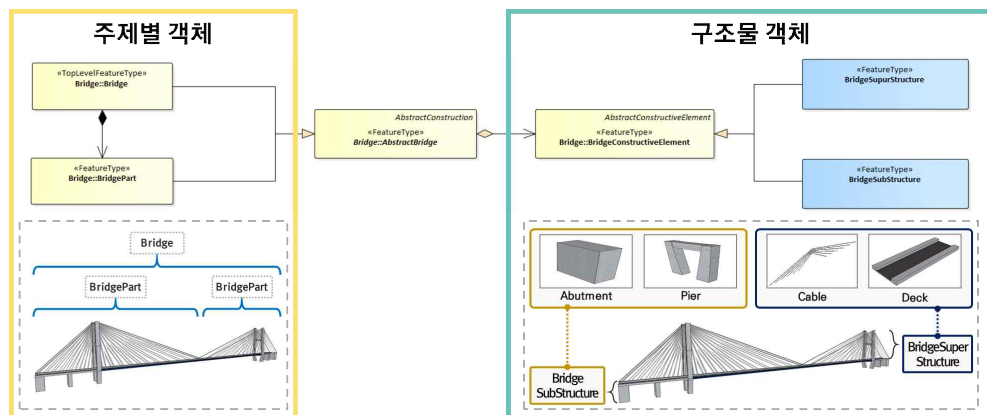 주제별 객체
«TopLevelFeatureType»
Bridge::Bridge
«FeatureType»
Bridge::BridgePart
AbstractConstruction
«FeatureType»
Bridge::AbstractBridge
Bridge
BridgePart
BridgePart
구조물 객체
AbstractConstructiveElement
«FeatureType»
Bridge::BridgeConstructiveElement
«FeatureType»
BridgeSupurStructure
«FeatureType»
BridgeSubStructure
Abutment
Pier
Cable
Deck
Bridge
SubStructure
BridgeSuper
Structure